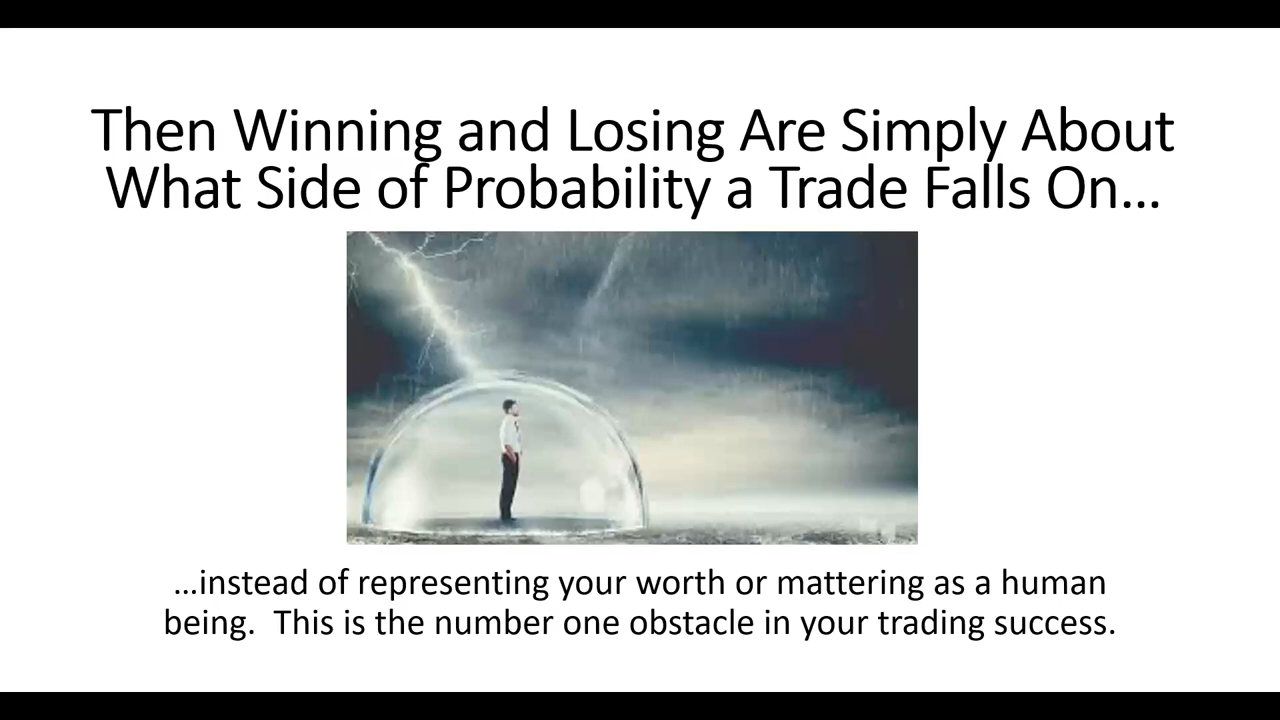 Then Winning and Losing Are Simply About
What Side of Probability a Trade Falls On…
…instead of representing your worth or mattering as a human
being.  This is the number one obstacle in your trading success.